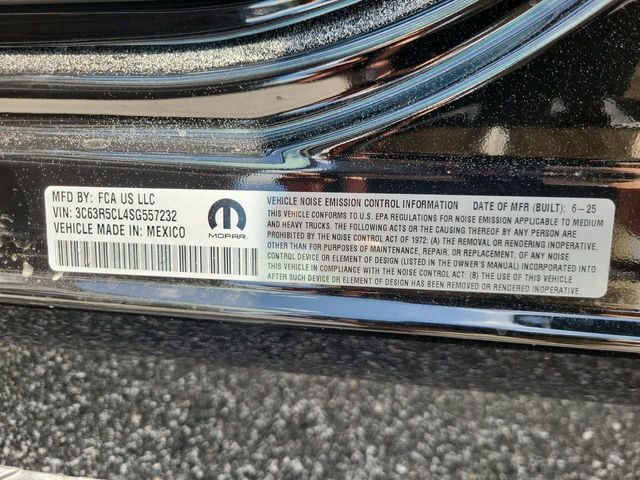 MFD BY: FCA US LLC
VIN: 3C63R5CL4SG557232
VEHICLE MADE IN: MEXICO
MOPAR
VEHICLE NOISE EMISSION CONTROL INFORMATION DATE OF MFR (BUILT): 6-25
THIS VEHICLE CONFORMS TO U.S. EPA REGULATIONS FOR NOISE EMISSION APPLICABLE TO MEDIUM
AND HEAVY TRUCKS. THE FOLLOWING ACTS OR THE CAUSING THEREOF BY ANY PERSON ARE
PROHIBITED BY THE NOISE CONTROL ACT OF 1972: (A) THE REMOVAL OR RENDERING INOPERATIVE,
OTHER THAN FOR PURPOSES OF MAINTENANCE, REPAIR, OR REPLACEMENT, OF ANY NOISE
CONTROL DEVICE OR ELEMENT OF DESIGN (LISTED IN THE OWNER'S MANUAL) INCORPORATED INTO
THIS VEHICLE IN COMPLIANCE WITH THE NOISE CONTROL ACT; (B) THE USE OF THIS VEHICLE
AFTER SUCH DEVICE OR ELEMENT OF DESIGN HAS BEEN REMOVED OR RENDERED INOPERATIVE.